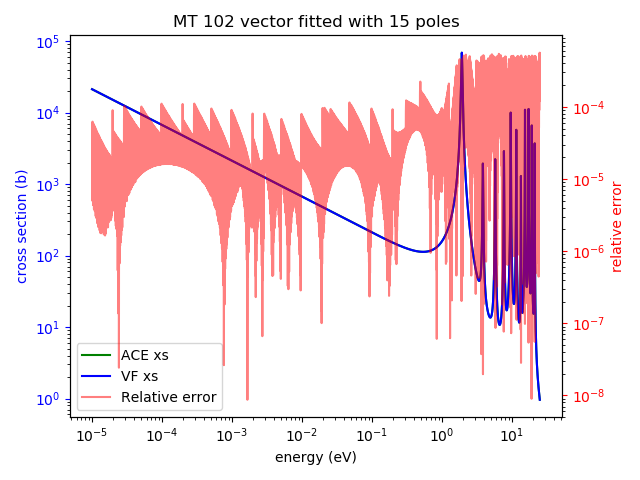 MT 102 vector fitted with 15 poles
cross section (b)
10^5
10^4
10^3
10^2
10^1
10^0
ACE xs
VF xs
Relative error
10^-5 10^-4 10^-3 10^-2 10^-1 10^0 10^1
energy (eV)
10^-4
10^-5
10^-6
10^-7
10^-8
relative error